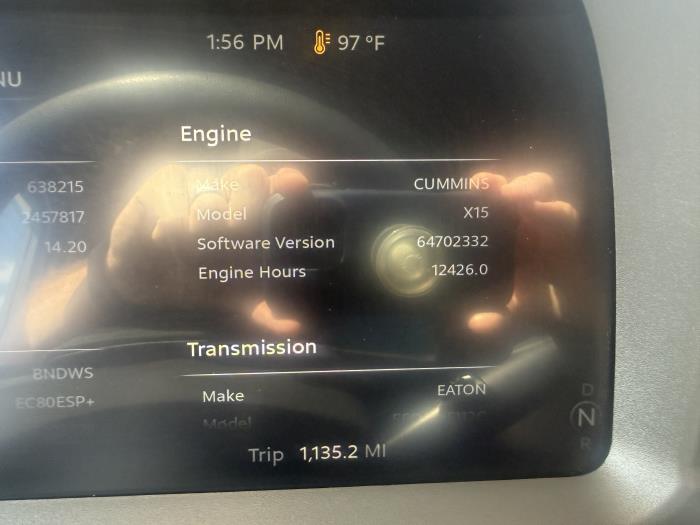 1:56 PM 97 °F
NU
Engine
638215 Make CUMMINS
2457817 Model X15
14.20 Software Version 64702332
Engine Hours 12426.0
Transmission
8NDWS Make EATON
EC80ESP+ Model
Trip 1,135.2 MI
D
N
R